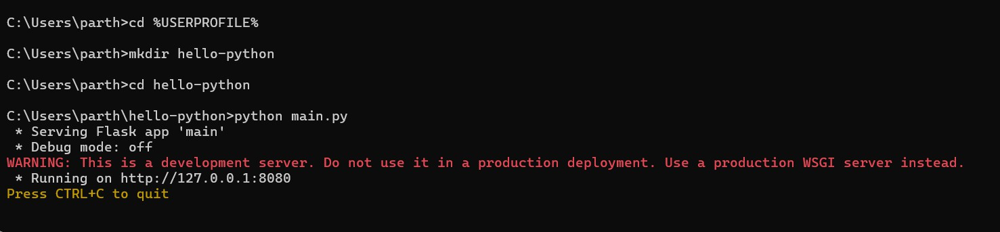 C:\Users\parth>cd %USERPROFILE%
C:\Users\parth>mkdir hello-python
C:\Users\parth>cd hello-python
C:\Users\parth\hello-python>python main.py
 * Serving Flask app 'main'
 * Debug mode: off
WARNING: This is a development server. Do not use it in a production deployment. Use a production WSGI server instead.
 * Running on http://127.0.0.1:8080
Press CTRL+C to quit